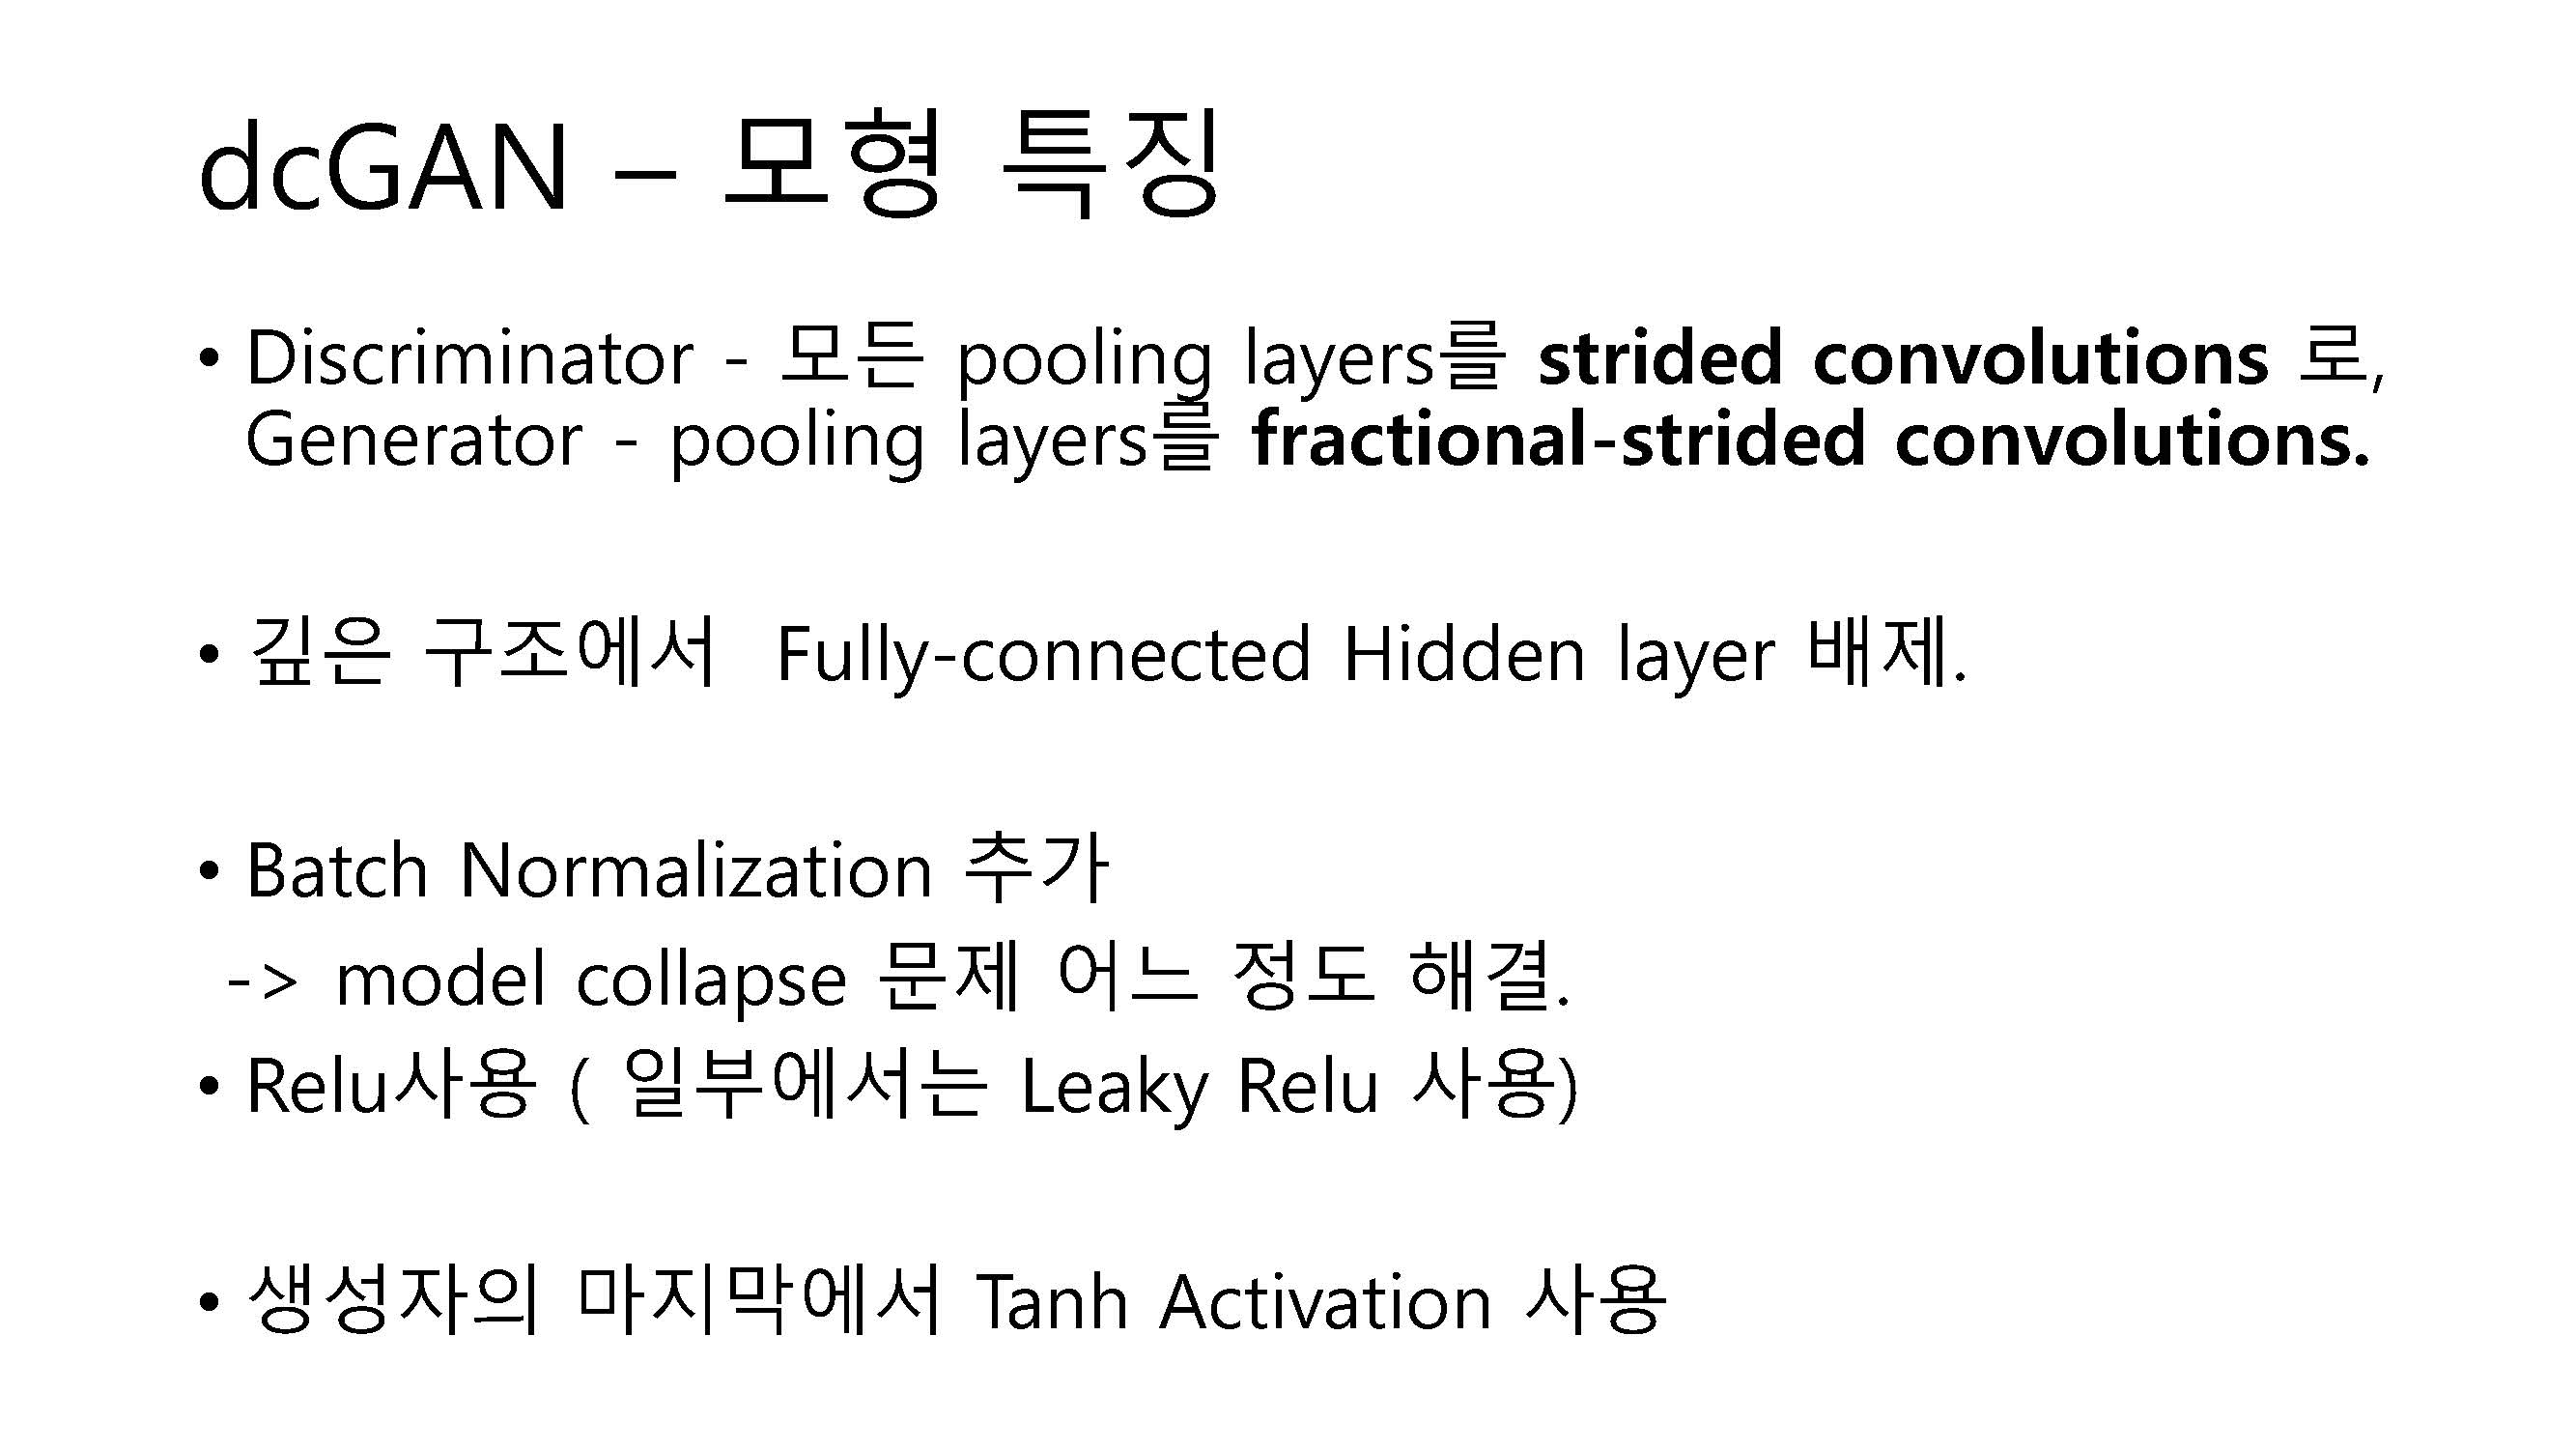 dcGAN – 모형 특징
• Discriminator - 모든 pooling layers를 strided convolutions 로,
Generator - pooling layers를 fractional-strided convolutions.
• 깊은 구조에서 Fully-connected Hidden layer 배제.
• Batch Normalization 추가
-> model collapse 문제 어느 정도 해결.
• Relu사용 ( 일부에서는 Leaky Relu 사용)
• 생성자의 마지막에서 Tanh Activation 사용